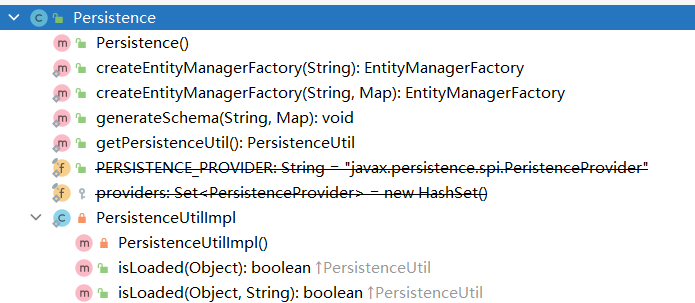 Persistence
Persistence()
createEntityManagerFactory(String): EntityManagerFactory
createEntityManagerFactory(String, Map): EntityManagerFactory
generateSchema(String, Map): void
getPersistenceUtil(): PersistenceUtil
PERSISTENCE_PROVIDER: String = "javax.persistence.spi.PeristenceProvider"
providers: Set<PersistenceProvider> = new HashSet()
PersistenceUtilImpl
PersistenceUtilImpl()
isLoaded(Object): boolean ↑PersistenceUtil
isLoaded(Object, String): boolean ↑PersistenceUtil